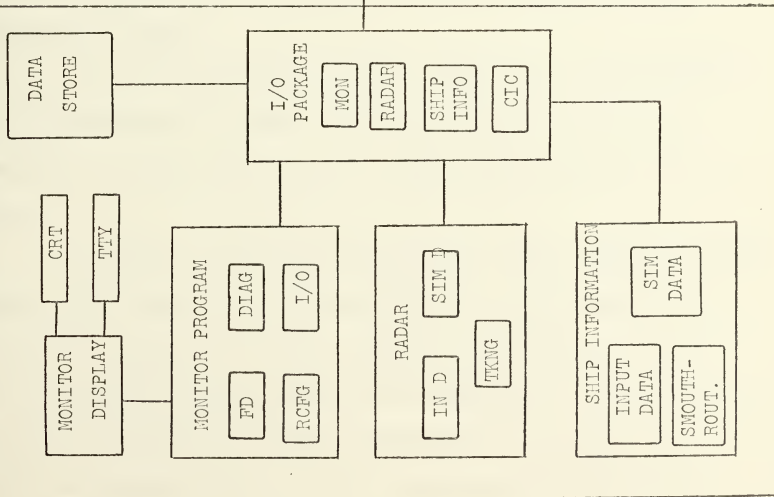 DATA
STORE
CRT
TTY
MONITOR
DISPLAY
I/O
PACKAGE
MON
RADAR
SHIP
INFO
CIC
MONITOR PROGRAM
FD
DIAG
RCFG
I/O
RADAR
IN D
SIM D
TKNG
SHIP INFORMATION
INPUT
DATA
SIM
DATA
SMOUTH-
ROUT.